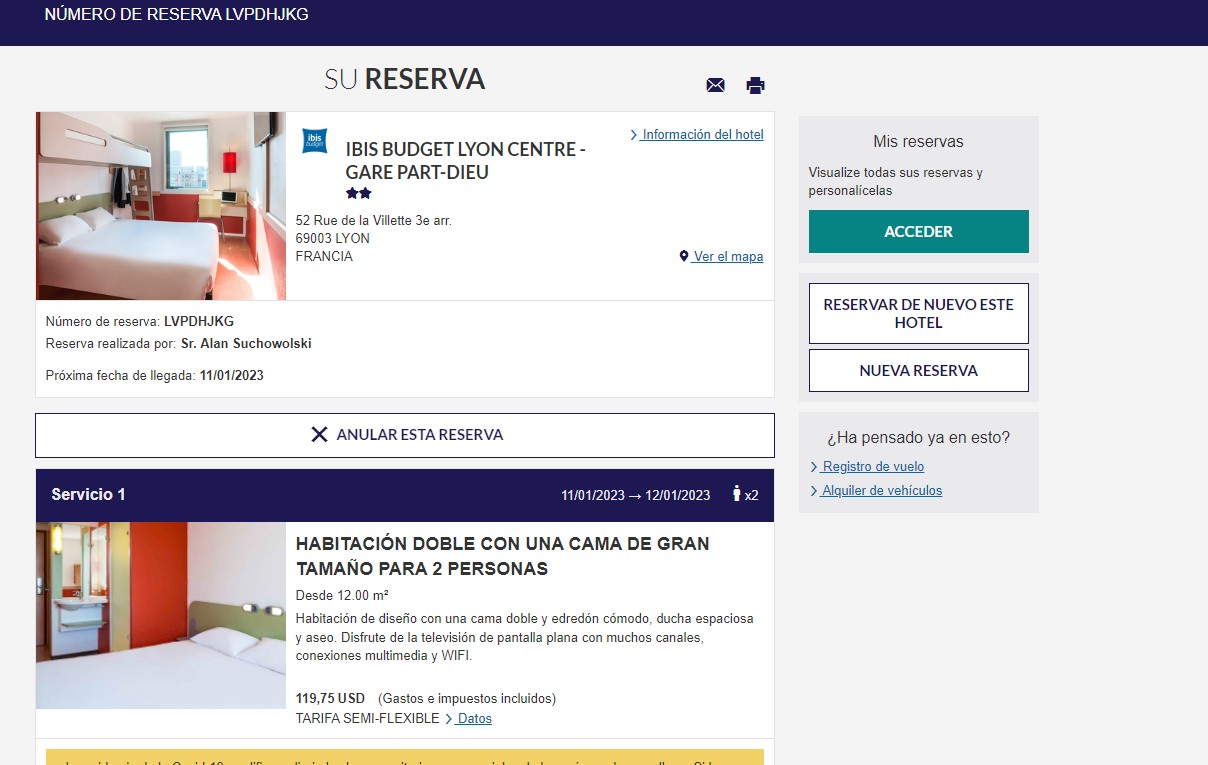 NÚMERO DE RESERVA LVPDHJKG
SU RESERVA
ibis
budget
IBIS BUDGET LYON CENTRE -
GARE PART-DIEU
Información del hotel
52 Rue de la Villette 3e arr.
69003 LYON
FRANCIA
Ver el mapa
Número de reserva: LVPDHJKG
Reserva realizada por: Sr. Alan Suchowolski
Próxima fecha de llegada: 11/01/2023
ANULAR ESTA RESERVA
Servicio 1
11/01/2023 → 12/01/2023 x2
HABITACIÓN DOBLE CON UNA CAMA DE GRAN
TAMAÑO PARA 2 PERSONAS
Desde 12.00 m²
Habitación de diseño con una cama doble y edredón cómodo, ducha espaciosa
y aseo. Disfrute de la televisión de pantalla plana con muchos canales,
conexiones multimedia y WIFI.
119,75 USD (Gastos e impuestos incluidos)
TARIFA SEMI-FLEXIBLE > Datos
Mis reservas
Visualize todas sus reservas y
personalícelas
ACCEDER
RESERVAR DE NUEVO ESTE
HOTEL
NUEVA RESERVA
¿Ha pensado ya en esto?
Registro de vuelo
Alquiler de vehículos